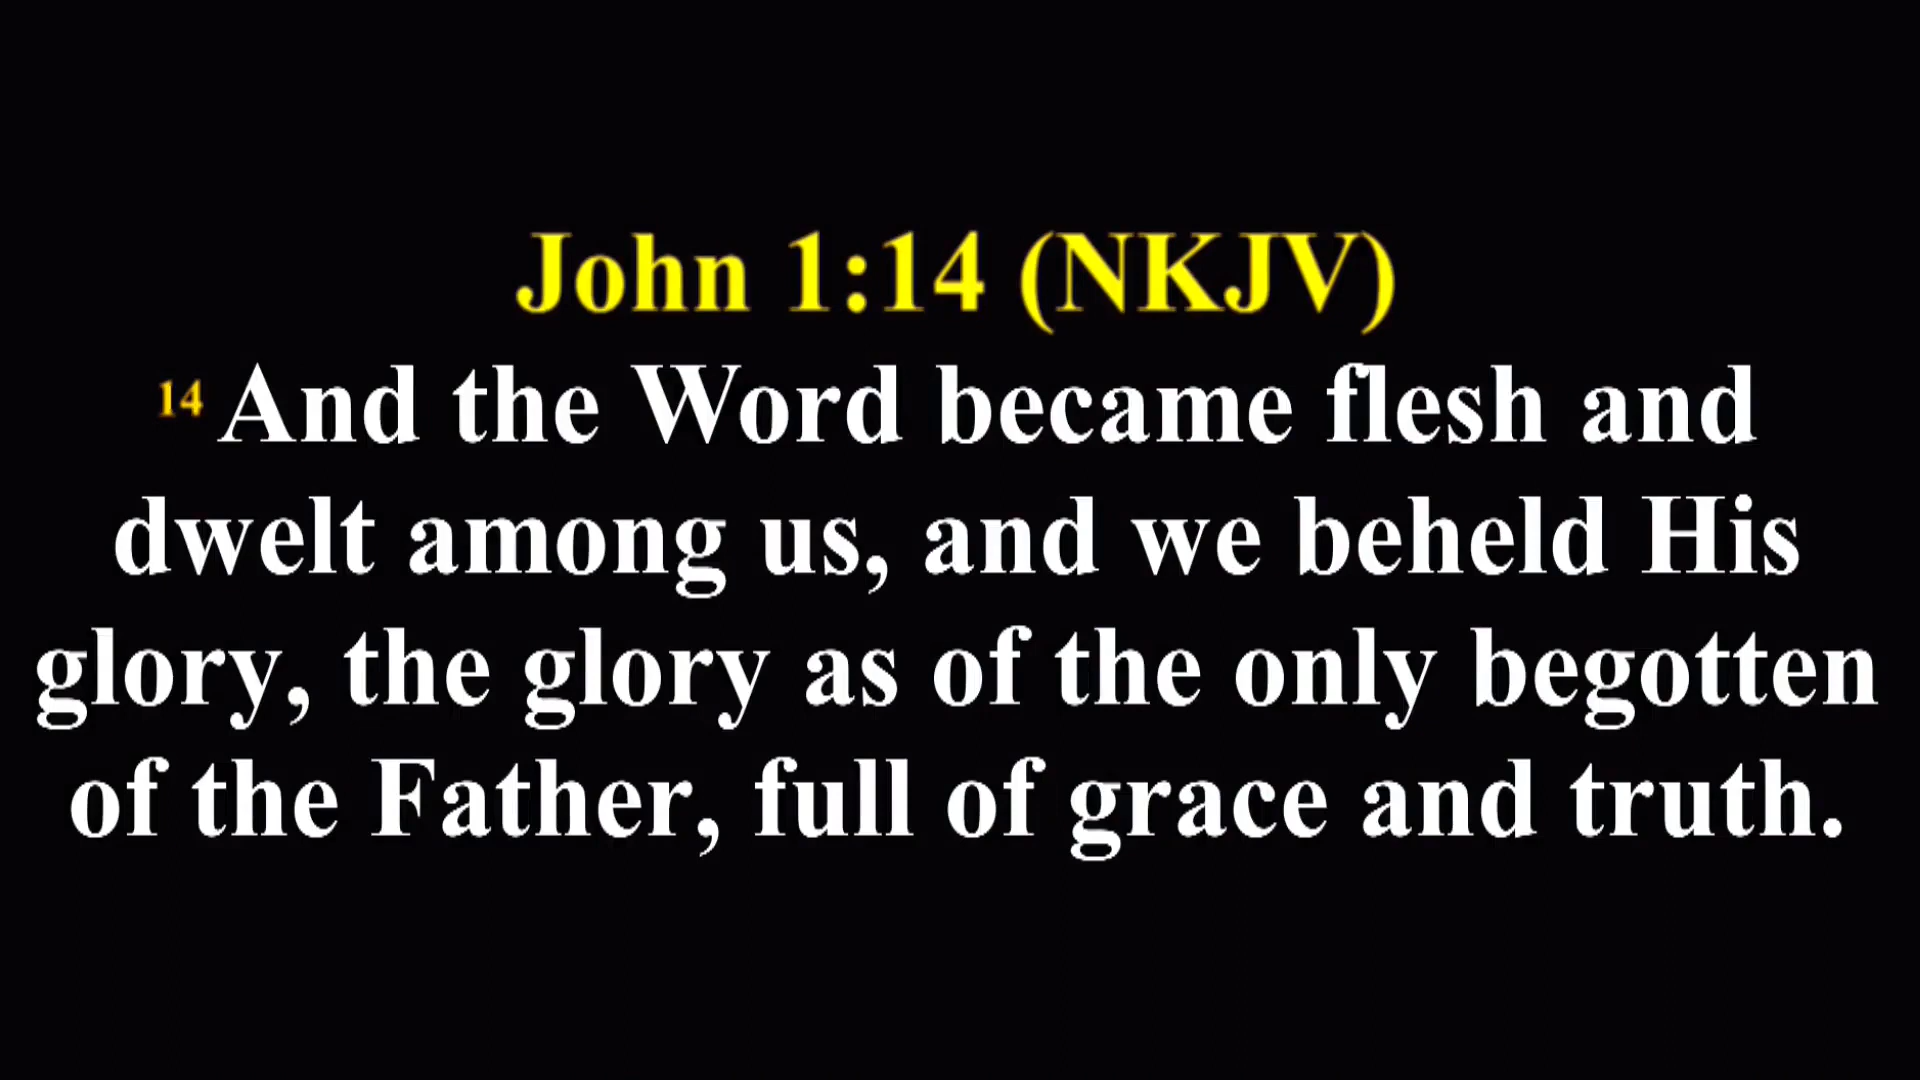 John 1:14 (NKJV)
14 And the Word became flesh and
dwelt among us, and we beheld His
glory, the glory as of the only begotten
of the Father, full of grace and truth.